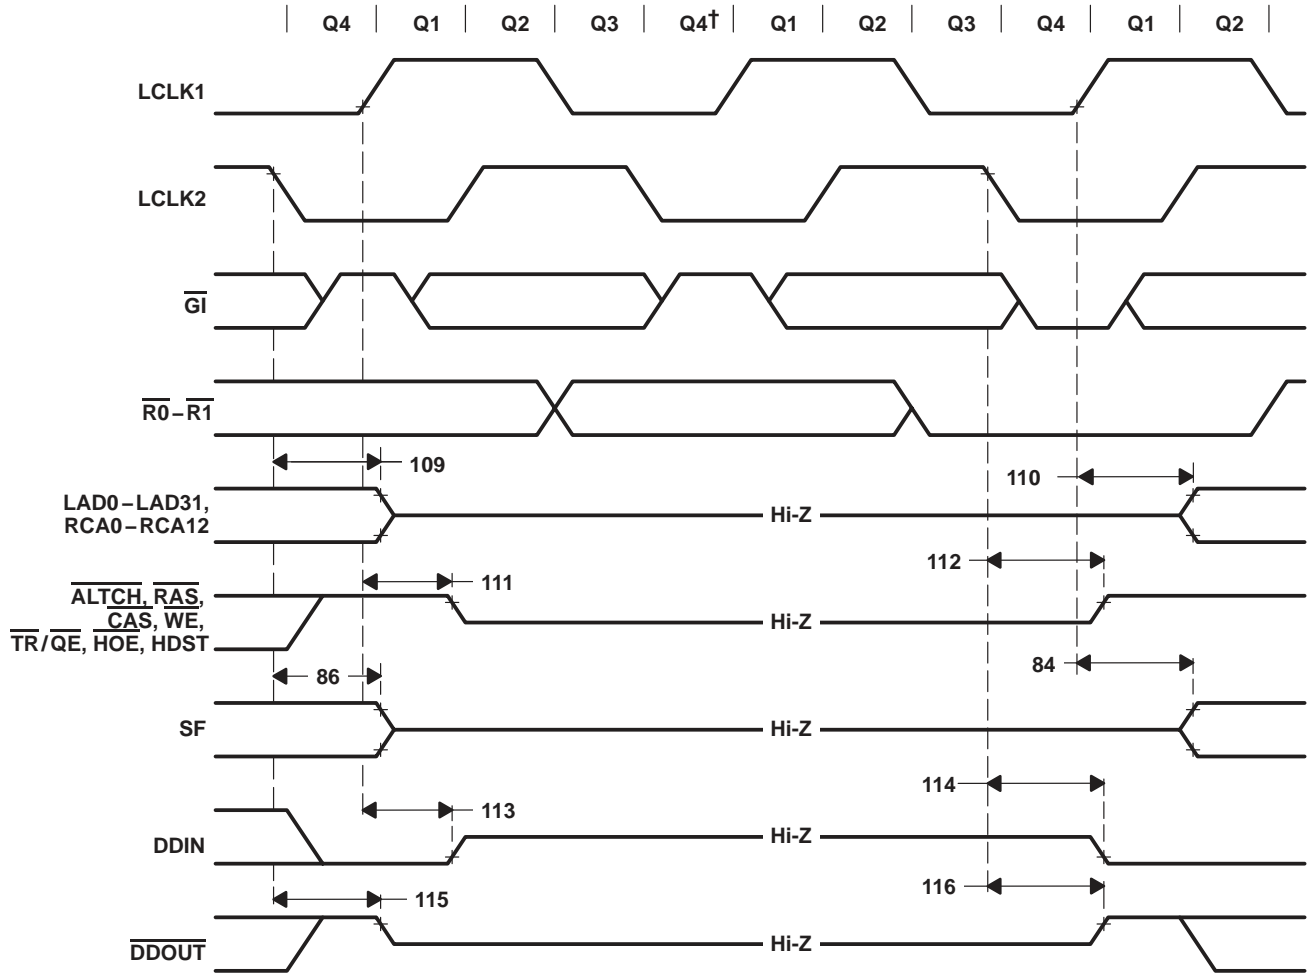 Q4 Q1 Q2 Q3 Q4† Q1 Q2 Q3 Q4 Q1 Q2
LCLK1
LCLK2
GI
R0–R1
109
110
LAD0–LAD31,
RCA0–RCA12
Hi-Z
112
111
ALTCH, RAS,
CAS, WE,
TR/QE, HOE, HDST
Hi-Z
84
86
SF
Hi-Z
114
113
DDIN
Hi-Z
116
115
DDOUT
Hi-Z